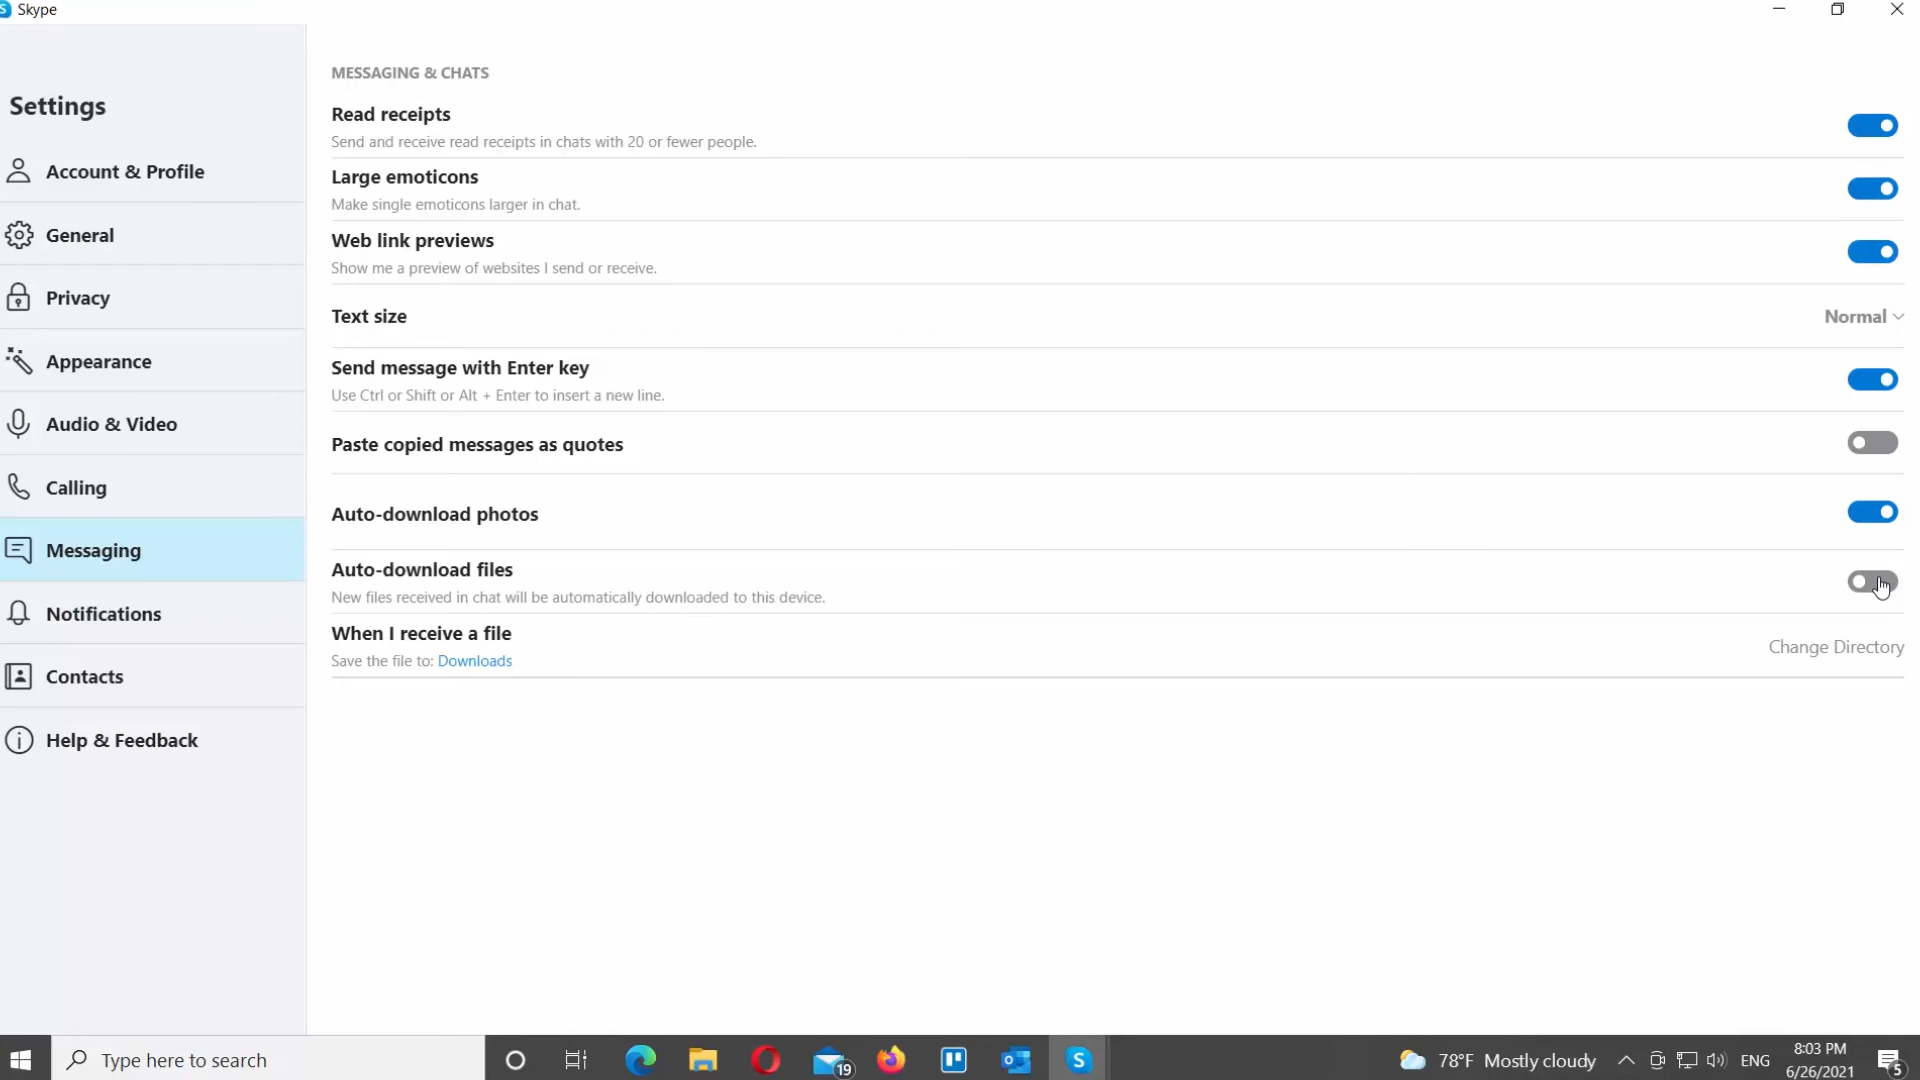 Skype
Settings
Account & Profile
General
Privacy
Appearance
Audio & Video
Calling
Messaging
Notifications
Contacts
Help & Feedback
MESSAGING & CHATS
Read receipts
Send and receive read receipts in chats with 20 or fewer people.
Large emoticons
Make single emoticons larger in chat.
Web link previews
Show me a preview of websites I send or receive.
Text size
Normal
Send message with Enter key
Use Ctrl or Shift or Alt + Enter to insert a new line.
Paste copied messages as quotes
Auto-download photos
Auto-download files
New files received in chat will be automatically downloaded to this device.
When I receive a file
Change Directory
Save the file to: Downloads
Type here to search
19
78°F Mostly cloudy
ENG
8:03 PM
6/26/2021
5